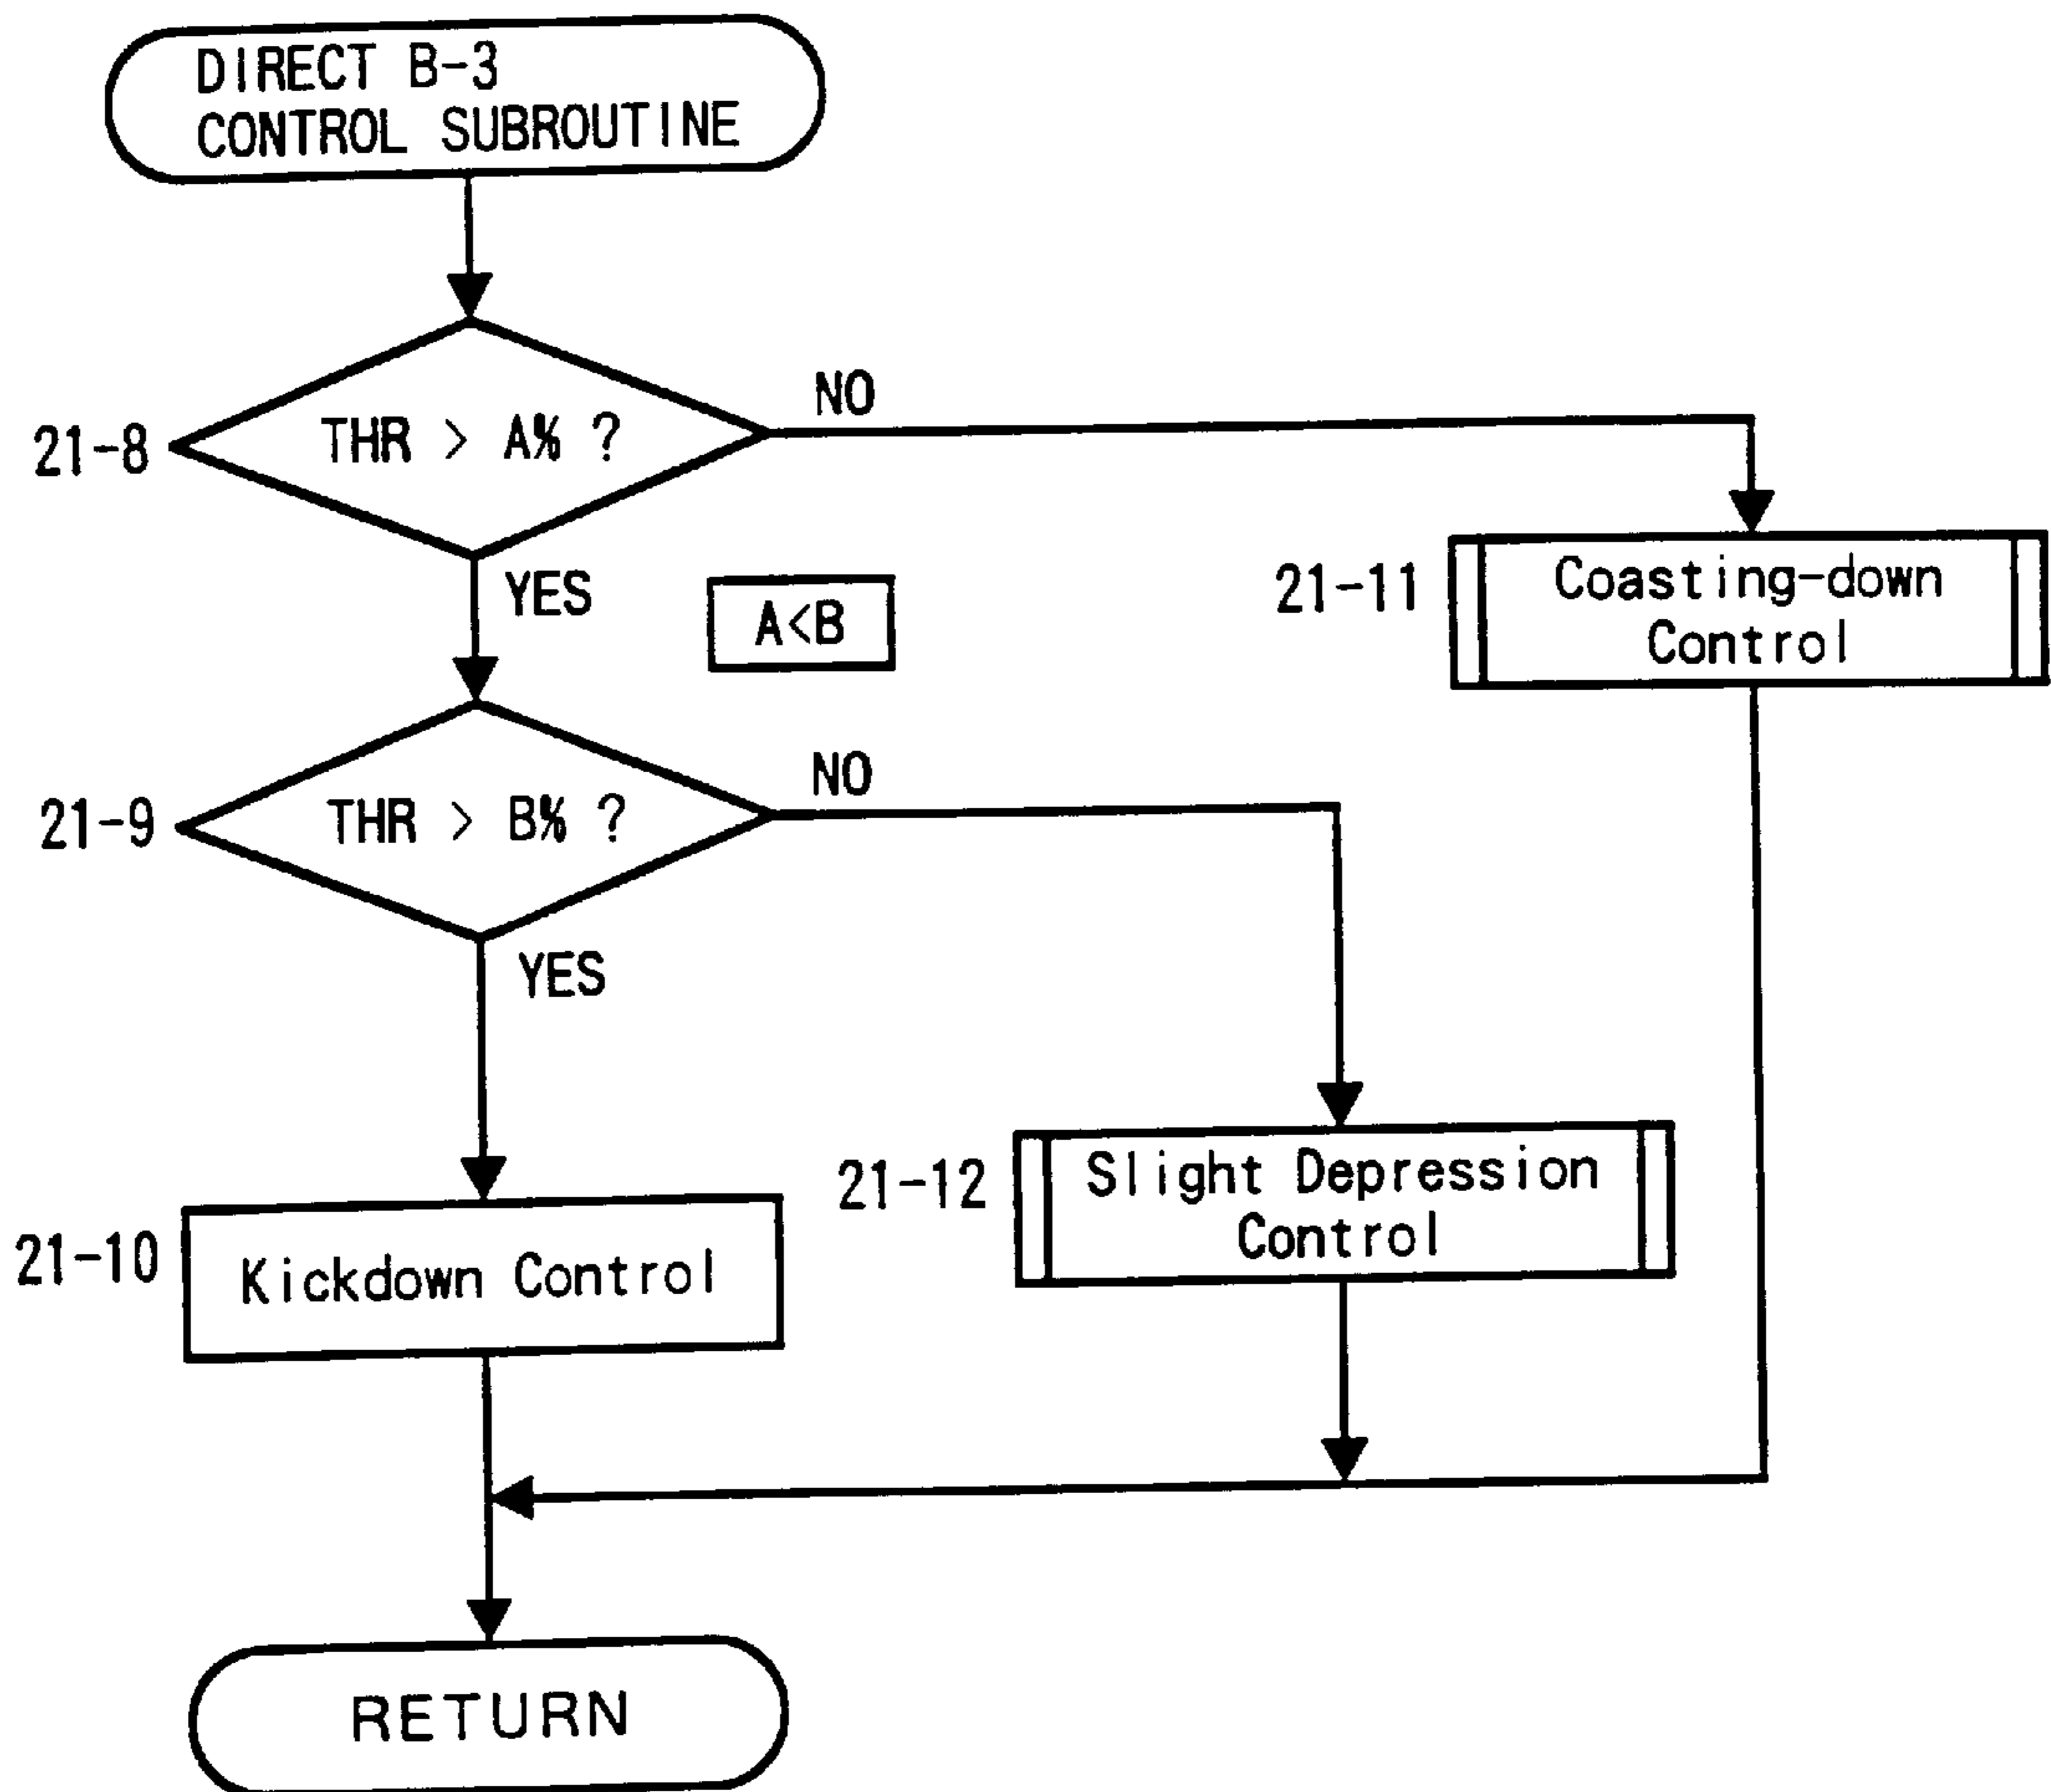 DIRECT B-3
CONTROL SUBROUTINE
21-8
THR > A% ?
NO
YES
A<B
21-11
Coasting-down
Control
21-9
THR > B% ?
NO
YES
21-12
Slight Depression
Control
21-10
Kickdown Control
RETURN